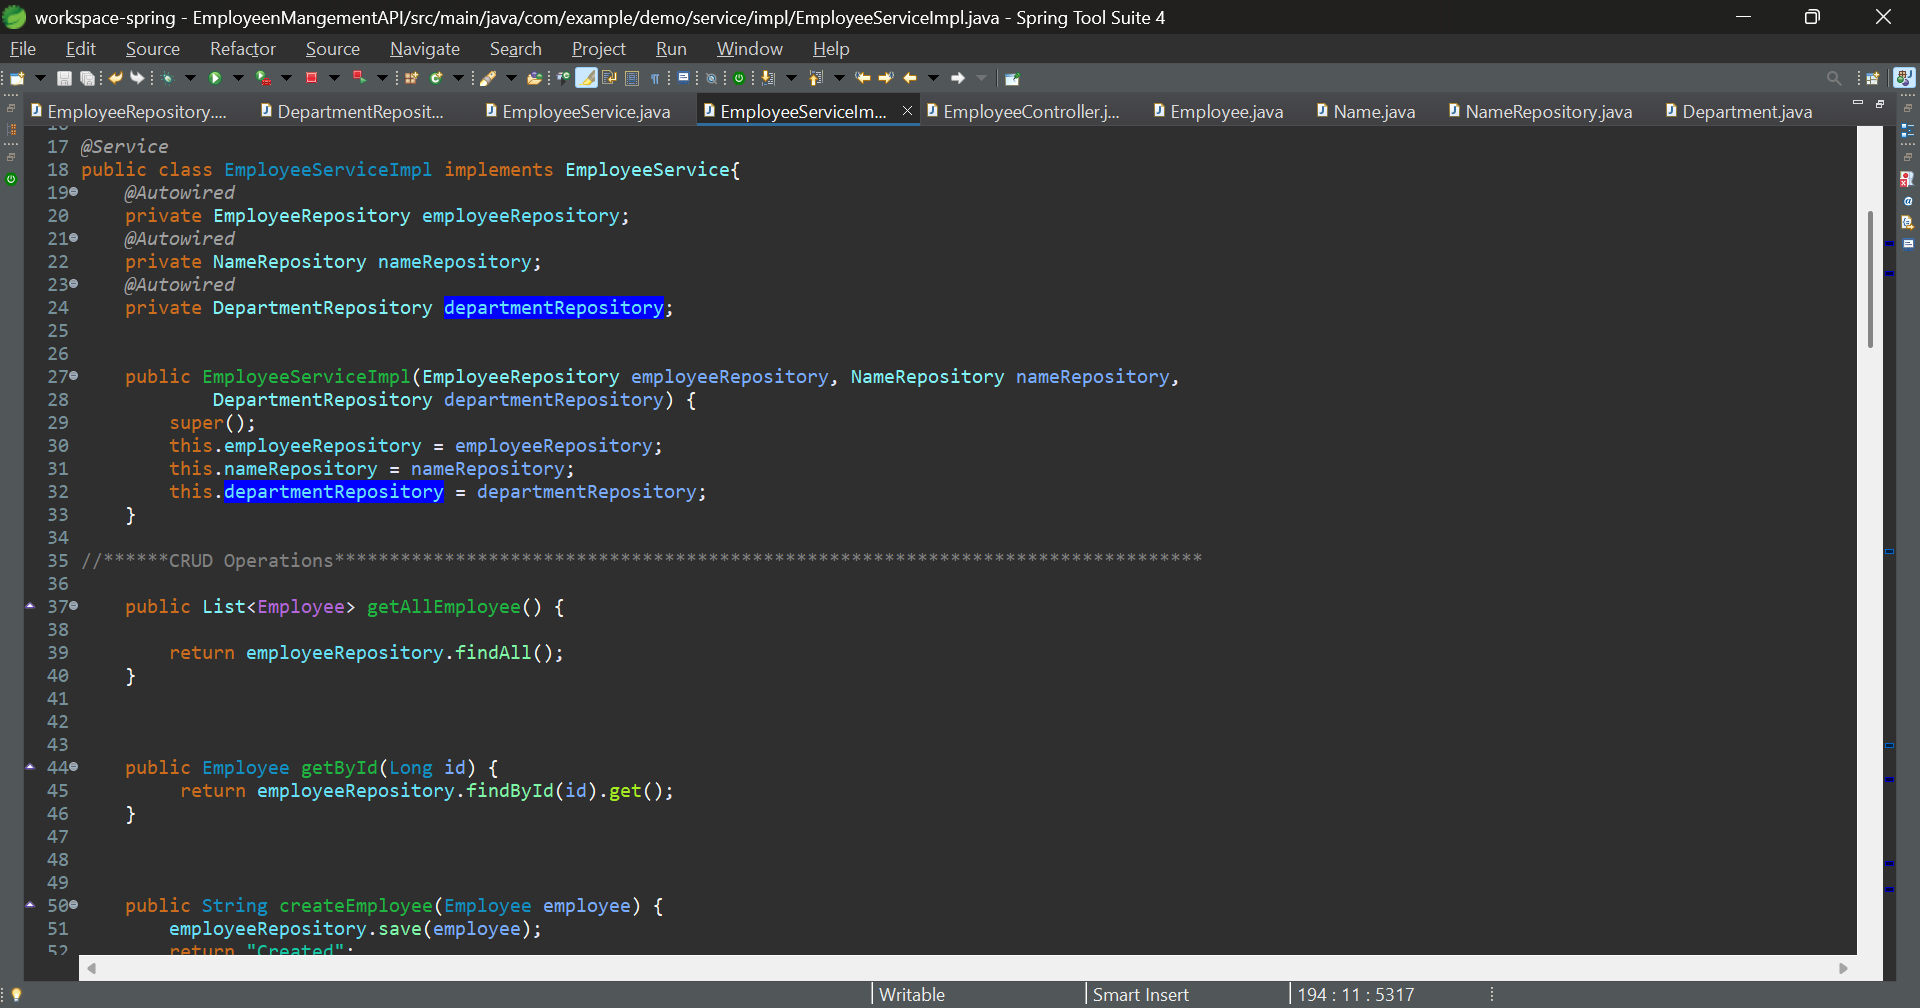 workspace-spring - EmployeenMangementAPI/src/main/java/com/example/demo/service/impl/EmployeeServiceImpl.java - Spring Tool Suite 4
File Edit Source Refactor Source Navigate Search Project Run Window Help
EmployeeRepository.... DepartmentReposit... EmployeeService.java EmployeeServiceIm... EmployeeController.j... Employee.java Name.java NameRepository.java Department.java
17 @Service
18 public class EmployeeServiceImpl implements EmployeeService{
19 @Autowired
20 private EmployeeRepository employeeRepository;
21 @Autowired
22 private NameRepository nameRepository;
23 @Autowired
24 private DepartmentRepository departmentRepository;
25
26
27 public EmployeeServiceImpl(EmployeeRepository employeeRepository, NameRepository nameRepository,
28 DepartmentRepository departmentRepository) {
29 super();
30 this.employeeRepository = employeeRepository;
31 this.nameRepository = nameRepository;
32 this.departmentRepository = departmentRepository;
33 }
34
35 //******CRUD Operations*******************************************************************************
36
37 public List<Employee> getAllEmployee() {
38
39 return employeeRepository.findAll();
40 }
41
42
43
44 public Employee getById(Long id) {
45 return employeeRepository.findById(id).get();
46 }
47
48
49
50 public String createEmployee(Employee employee) {
51 employeeRepository.save(employee);
52 return "Created";
Writable Smart Insert 194 : 11 : 5317